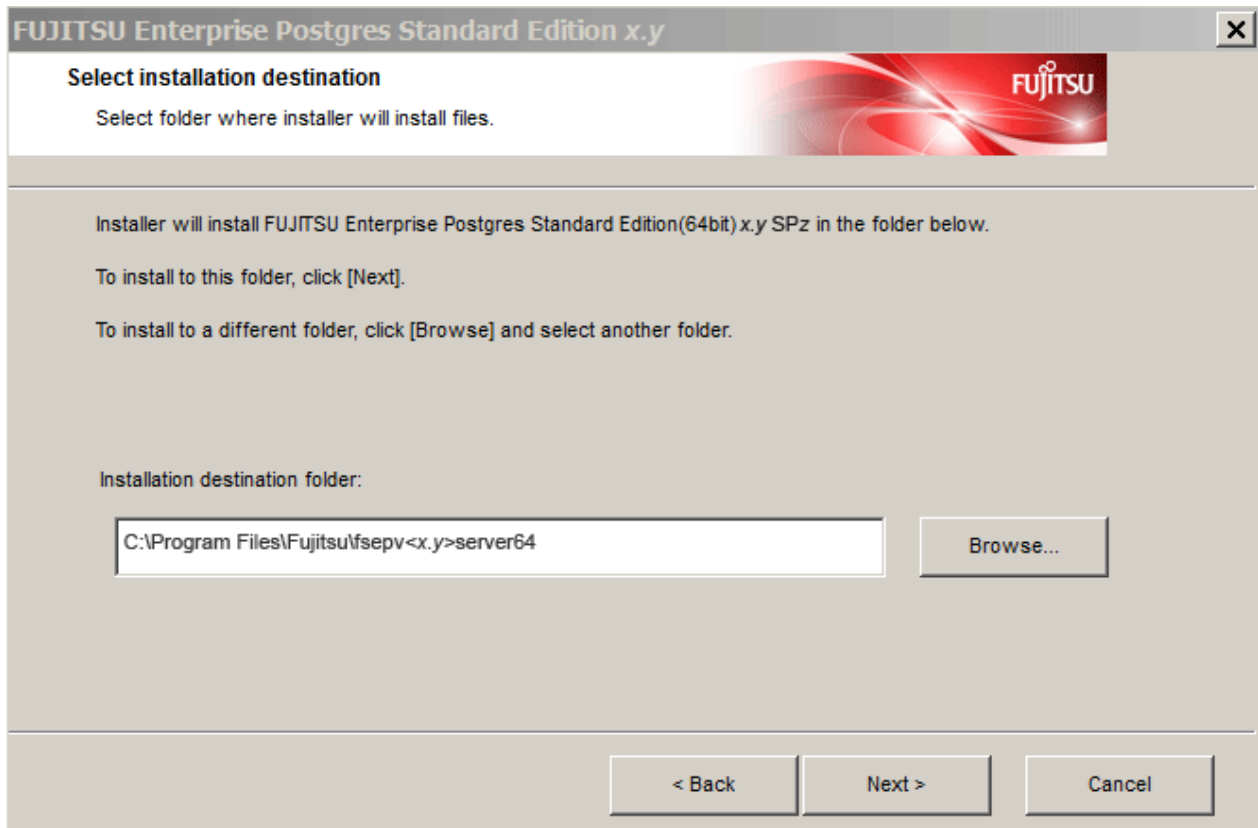 FUJITSU Enterprise Postgres Standard Edition x.y
Select installation destination
FUJITSU
Select folder where installer will install files.
Installer will install FUJITSU Enterprise Postgres Standard Edition(64bit) x.y SPz in the folder below.
To install to this folder, click [Next].
To install to a different folder, click [Browse] and select another folder.
Installation destination folder:
C:\Program Files\Fujitsu\fsepv<x.y>server64
Browse...
< Back
Next >
Cancel